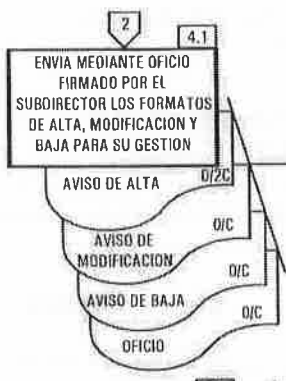 2
4.1
ENVIA MEDIANTE OFICIO
FIRMADO POR EL
SUBDIRECTOR LOS FORMATOS
DE ALTA, MODIFICACION Y
BAJA PARA SU GESTION
AVISO DE ALTA
O/2C
AVISO DE
MODIFICACION
O/C
AVISO DE BAJA
O/C
OFICIO
O/C